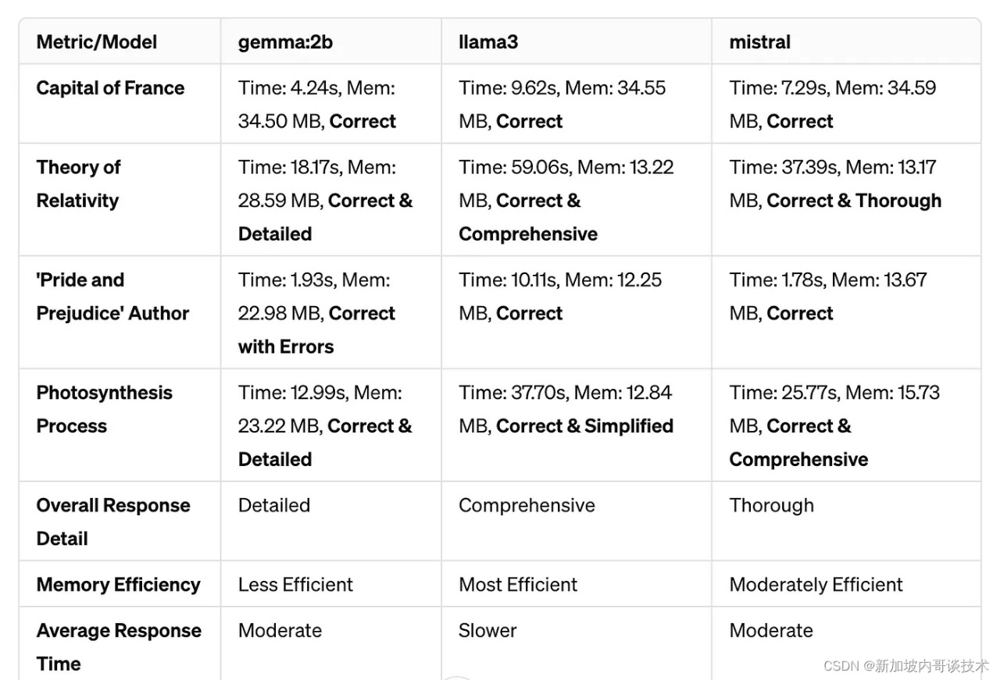 Metric/Model gemma:2b llama3 mistral
Capital of France
Time: 4.24s, Mem:
34.50 MB, Correct
Time: 9.62s, Mem: 34.55
MB, Correct
Time: 7.29s, Mem: 34.59
MB, Correct
Theory of
Relativity
Time: 18.17s, Mem:
28.59 MB, Correct &
Detailed
Time: 59.06s, Mem: 13.22
MB, Correct &
Comprehensive
Time: 37.39s, Mem: 13.17
MB, Correct & Thorough
'Pride and
Prejudice' Author
Time: 1.93s, Mem:
22.98 MB, Correct
with Errors
Time: 10.11s, Mem: 12.25
MB, Correct
Time: 1.78s, Mem: 13.67
MB, Correct
Photosynthesis
Process
Time: 12.99s, Mem:
23.22 MB, Correct &
Detailed
Time: 37.70s, Mem: 12.84
MB, Correct & Simplified
Time: 25.77s, Mem: 15.73
MB, Correct &
Comprehensive
Overall Response
Detail
Detailed
Comprehensive
Thorough
Memory Efficiency
Less Efficient
Most Efficient
Moderately Efficient
Average Response
Time
Moderate
Slower
Moderate
CSDN @新加坡内哥谈技术